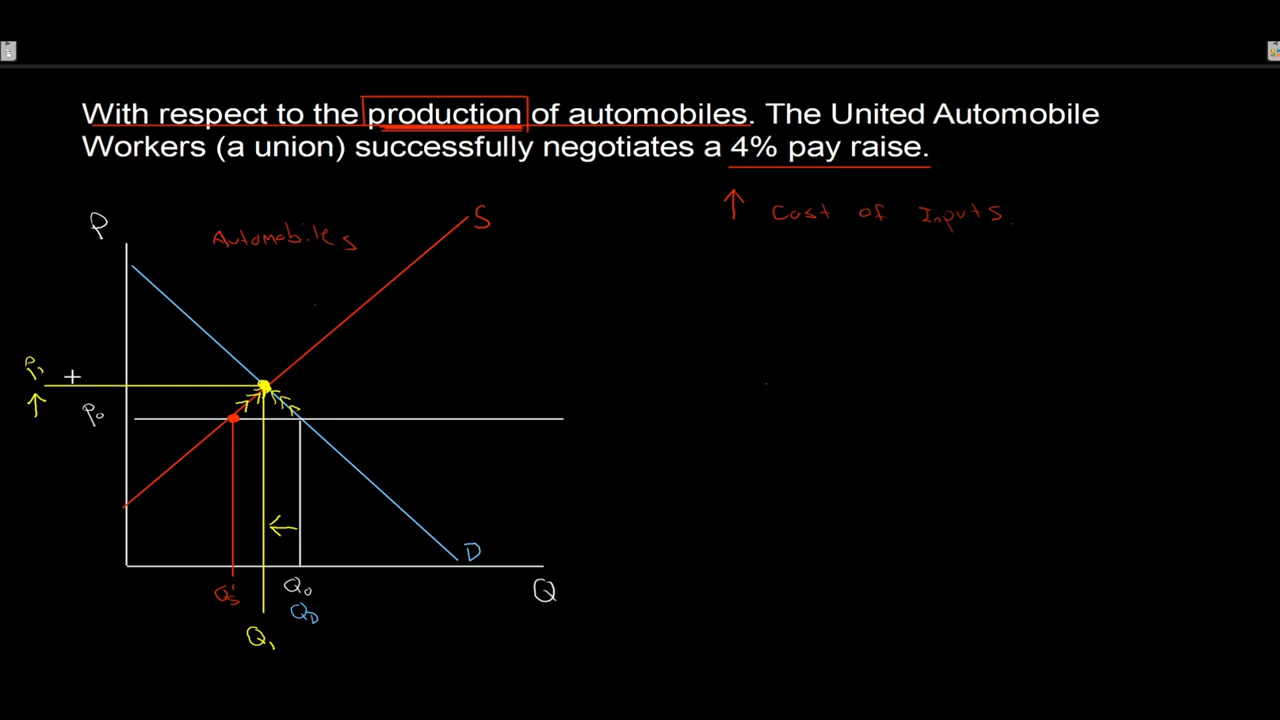 With respect to the production of automobiles. The United Automobile
Workers (a union) successfully negotiates a 4% pay raise.
↑ Cost of Inputs.
P
Automobiles
S
P₁
P₀
D
Q
Qs'
Q₀
QD
Q₁